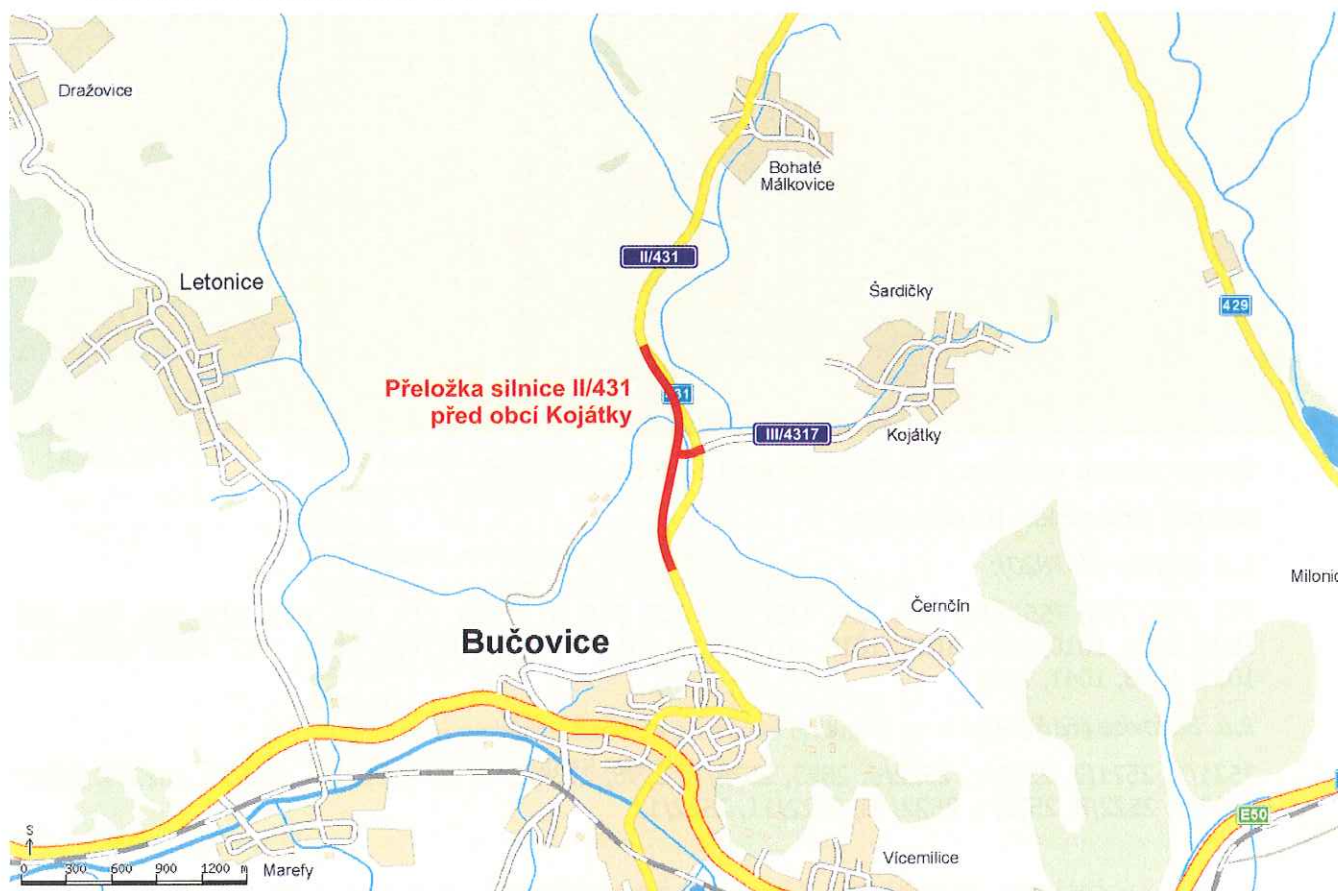 Dražovice
Bohaté
Málkovice
II/431
Letonice
Šardičky
429
Přeložka silnice II/431
před obcí Kojátky
III/4317
Kojátky
Černčín
Bučovice
E50
S
0 300 600 900 1200 m
Marefy
Vícemilice